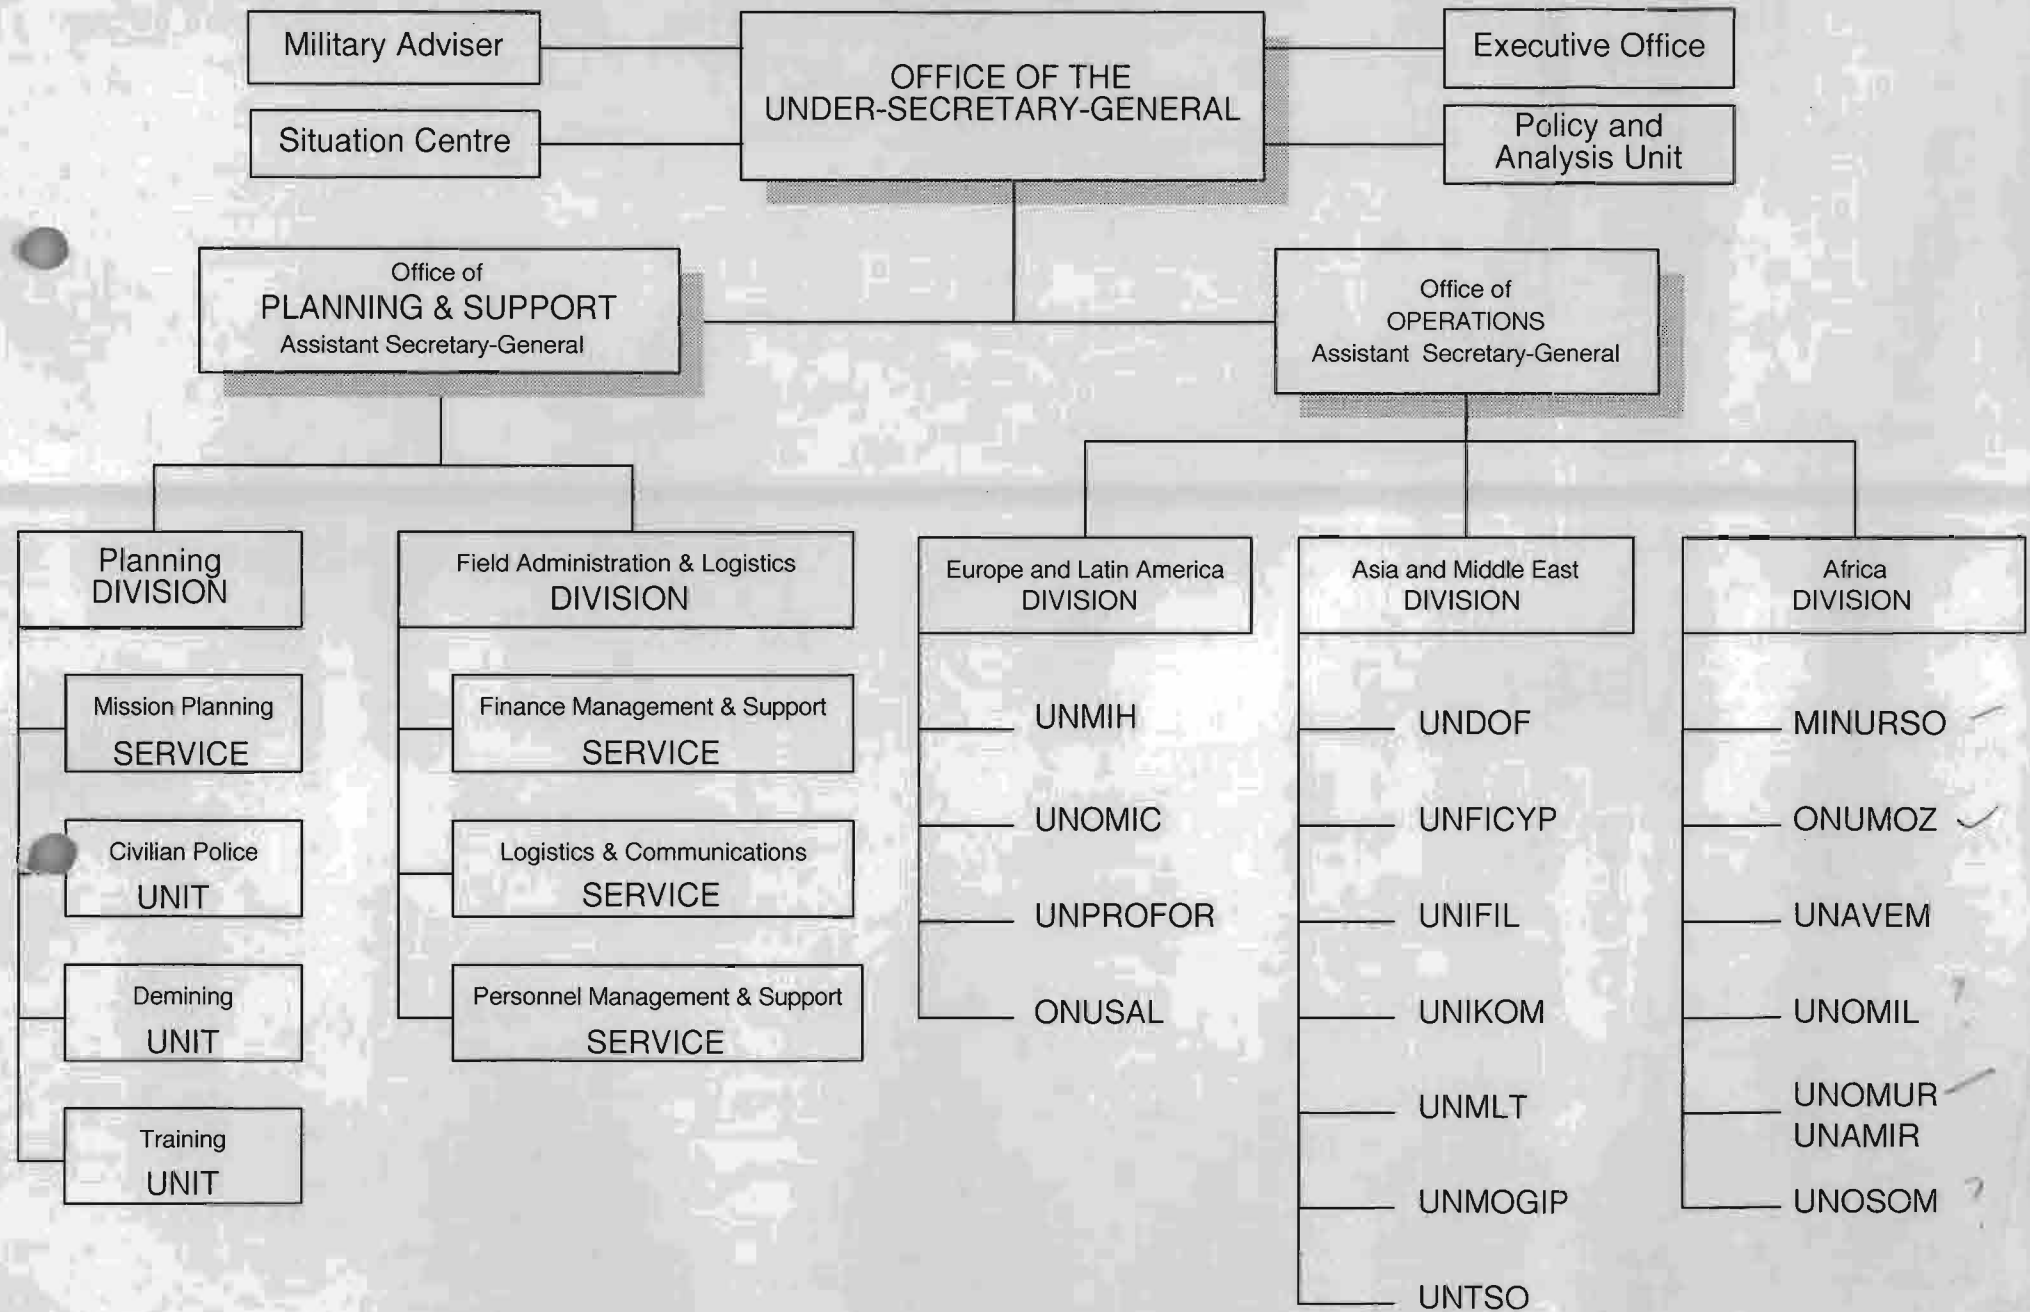 Military Adviser
Situation Centre
OFFICE OF THE
UNDER-SECRETARY-GENERAL
Executive Office
Policy and
Analysis Unit
Office of
PLANNING & SUPPORT
Assistant Secretary-General
Office of
OPERATIONS
Assistant Secretary-General
Planning
DIVISION
Mission Planning
SERVICE
Civilian Police
UNIT
Demining
UNIT
Training
UNIT
Field Administration & Logistics
DIVISION
Finance Management & Support
SERVICE
Logistics & Communications
SERVICE
Personnel Management & Support
SERVICE
Europe and Latin America
DIVISION
UNMIH
UNOMIC
UNPROFOR
ONUSAL
Asia and Middle East
DIVISION
UNDOF
UNFICYP
UNIFIL
UNIKOM
UNMLT
UNMOGIP
UNTSO
Africa
DIVISION
MINURSO
ONUMOZ ✓
UNAVEM
UNOMIL ?
UNOMUR
UNAMIR
UNOSOM ?